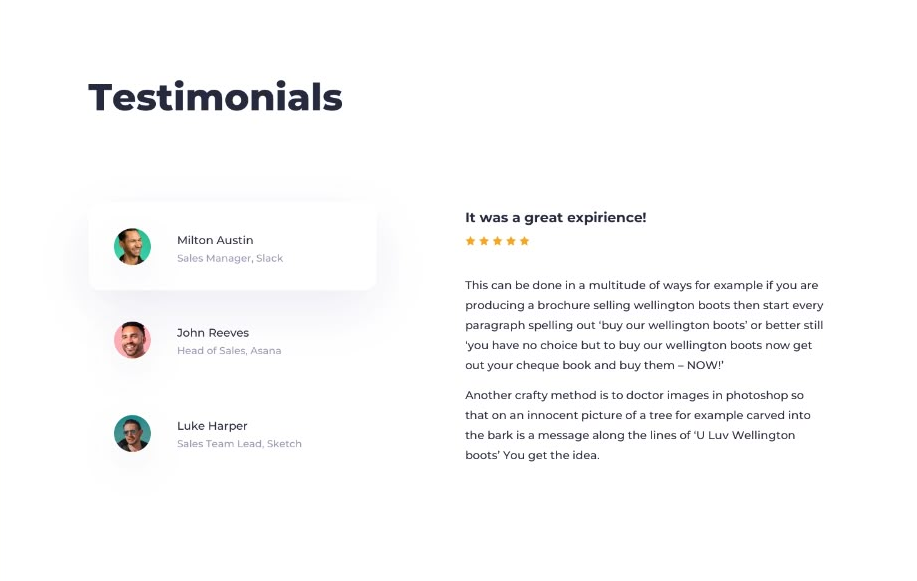 Testimonials
Milton Austin
Sales Manager, Slack
John Reeves
Head of Sales, Asana
Luke Harper
Sales Team Lead, Sketch
It was a great expirience!
This can be done in a multitude of ways for example if you are
producing a brochure selling wellington boots then start every
paragraph spelling out ‘buy our wellington boots’ or better still
‘you have no choice but to buy our wellington boots now get
out your cheque book and buy them – NOW!’
Another crafty method is to doctor images in photoshop so
that on an innocent picture of a tree for example carved into
the bark is a message along the lines of ‘U Luv Wellington
boots’ You get the idea.